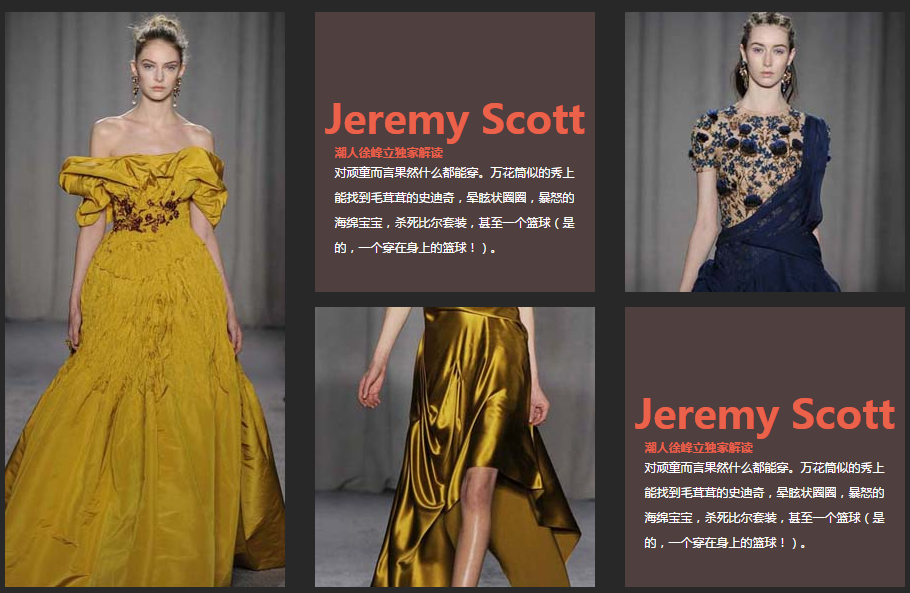 Jeremy Scott
潮人徐峰立独家解读
对顽童而言果然什么都能穿。万花筒似的秀上
能找到毛茸茸的史迪奇，晕眩状圈圈，暴怒的
海绵宝宝，杀死比尔套装，甚至一个篮球（是
的，一个穿在身上的篮球！）。
Jeremy Scott
潮人徐峰立独家解读
对顽童而言果然什么都能穿。万花筒似的秀上
能找到毛茸茸的史迪奇，晕眩状圈圈，暴怒的
海绵宝宝，杀死比尔套装，甚至一个篮球（是
的，一个穿在身上的篮球！）。